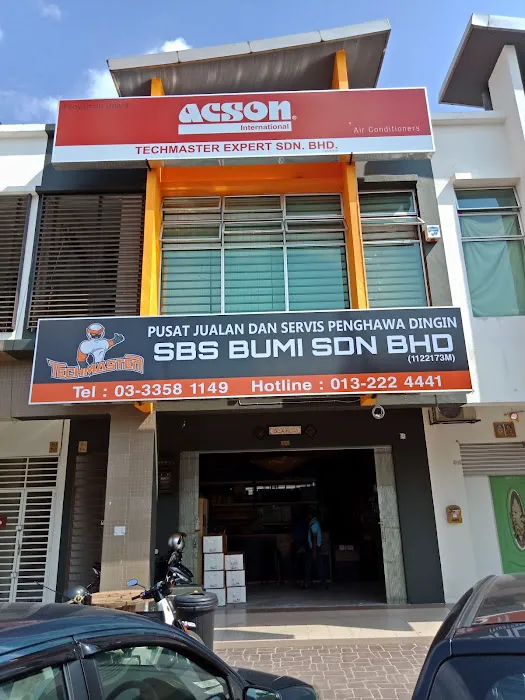 acson
International
Air Conditioners
TECHMASTER EXPERT SDN. BHD.
PUSAT JUALAN DAN SERVIS PENGHAWA DINGIN
SBS BUMI SDN BHD
(1122173M)
TECHMASTER
Tel : 03-3358 1149 Hotline : 013-222 4441